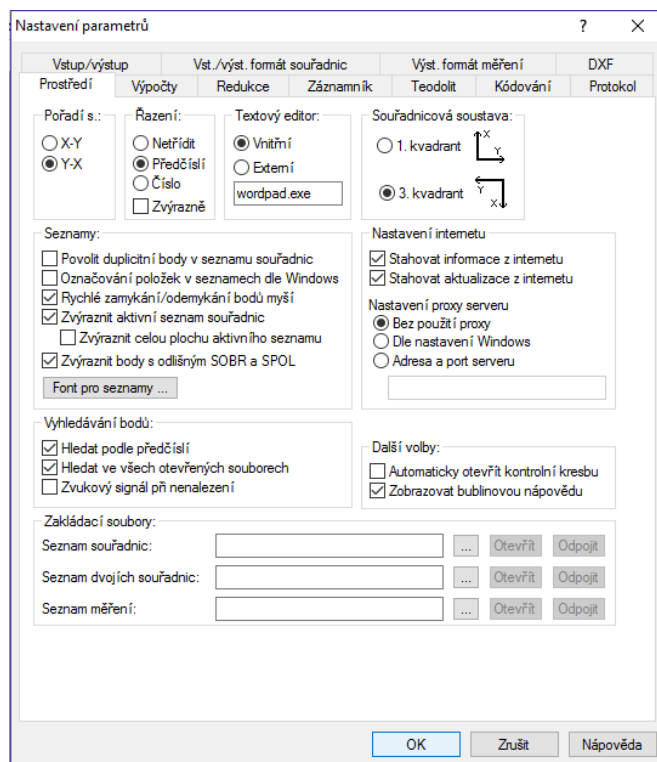 Nastavení parametrů
?
Vstup/výstup
Vst./výst. formát souřadnic
Výst. formát měření
DXF
Prostředí
Výpočty
Redukce
Záznamník
Teodolit
Kódování
Protokol
Pořadí s.:
X-Y
Y-X
Řazení:
Netřídit
Předčíslí
Číslo
Zvýrazně
Textový editor:
Vnitřní
Externí
wordpad.exe
Souřadnicová soustava:
1. kvadrant
X
Y
3. kvadrant
Y
X
Seznamy:
Povolit duplicitní body v seznamu souřadnic
Označování položek v seznamech dle Windows
Rychlé zamykání/odemykání bodů myší
Zvýraznit aktivní seznam souřadnic
Zvýraznit celou plochu aktivního seznamu
Zvýraznit body s odlišným SOBR a SPOL
Font pro seznamy ...
Nastavení internetu
Stahovat informace z internetu
Stahovat aktualizace z internetu
Nastavení proxy serveru
Bez použití proxy
Dle nastavení Windows
Adresa a port serveru
Vyhledávání bodů:
Hledat podle předčíslí
Hledat ve všech otevřených souborech
Zvukový signál při nenalezení
Další volby:
Automaticky otevřít kontrolní kresbu
Zobrazovat bublinovou nápovědu
Zakládací soubory:
Seznam souřadnic:
...
Otevřít
Odpojit
Seznam dvojích souřadnic:
...
Otevřít
Odpojit
Seznam měření:
...
Otevřít
Odpojit
OK
Zrušit
Nápověda